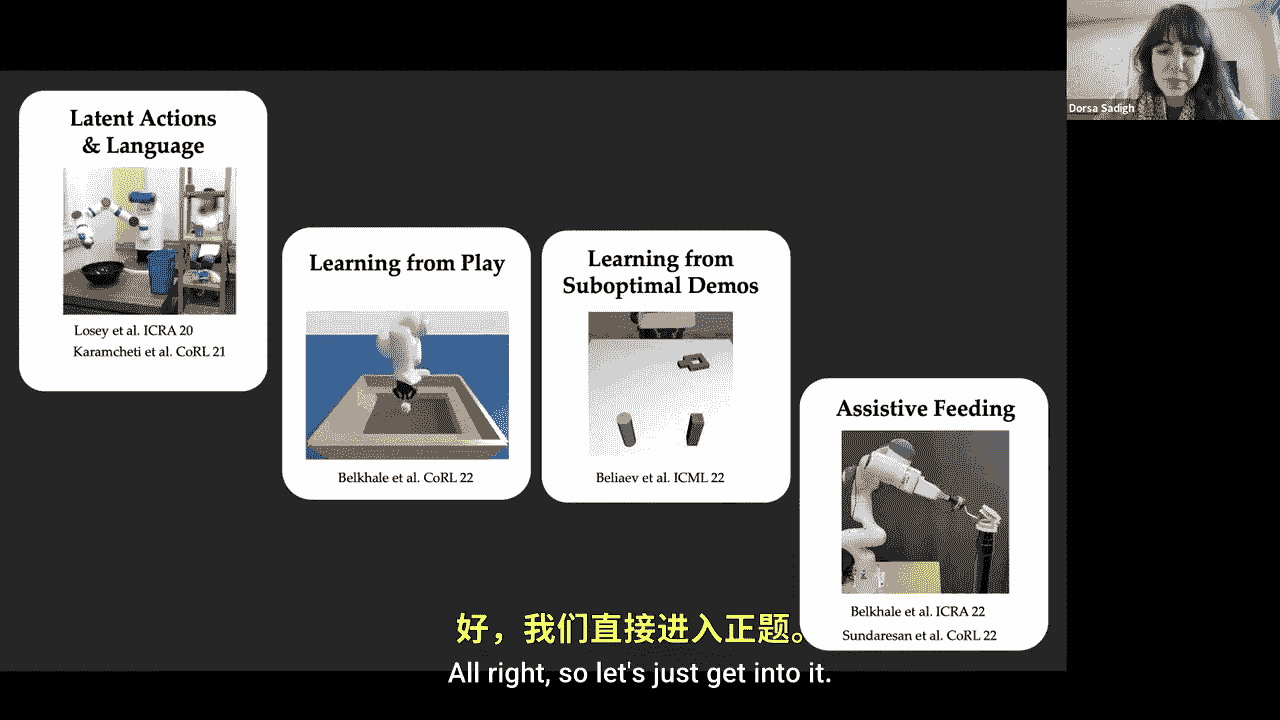 Latent Actions
& Language
Losey et al. ICRA 20
Karamcheti et al. CoRL 21
Learning from Play
Belkhale et al. CoRL 22
Learning from
Suboptimal Demos
Beliaev et al. ICML 22
Assistive Feeding
Belkhale et al. ICRA 22
Sundaresan et al. CoRL 22
Dorsa Sadigh
好，我们直接进入正题。
All right, so let's just get into it.